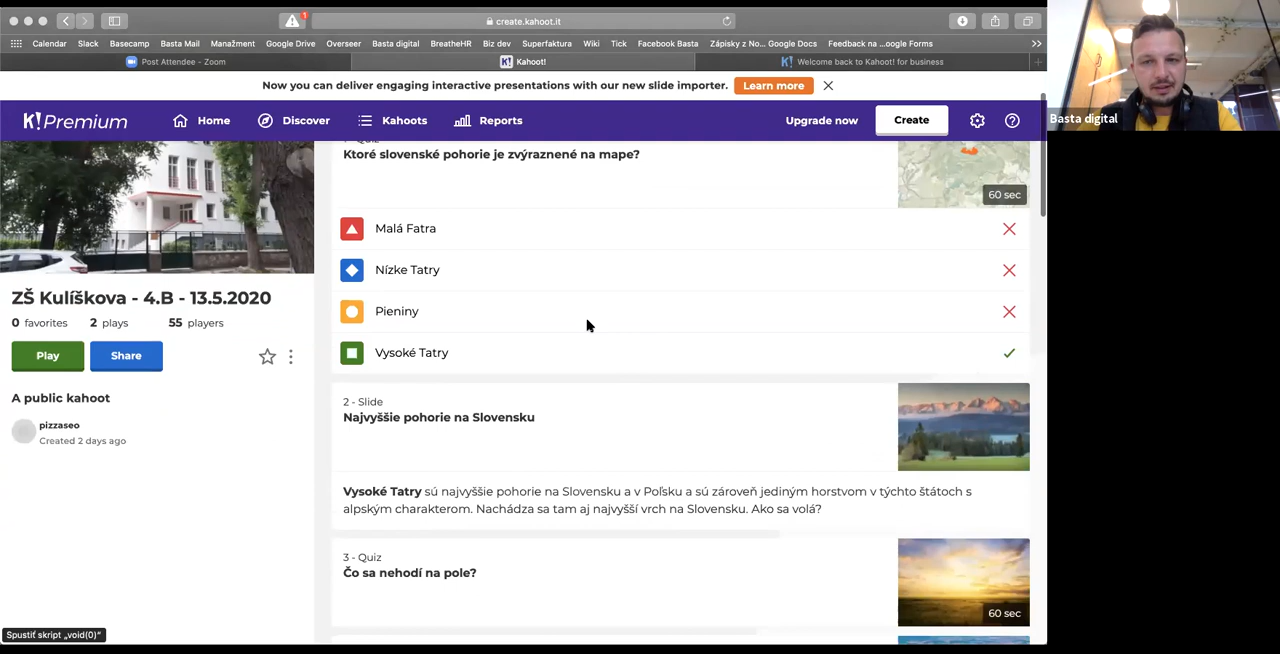 create.kahoot.it
1
Calendar Slack Basecamp Basta Mail Manažment Google Drive Overseer Basta digital BreatheHR Biz dev Superfaktura Wiki Tick Facebook Basta Zápisky z No... Google Docs Feedback na ...oogle Forms
Post Attendee - Zoom K! Kahoot! K! Welcome back to Kahoot! for business
Now you can deliver engaging interactive presentations with our new slide importer. Learn more
K!Premium Home Discover Kahoots Reports Upgrade now Create
Basta digital
Ktoré slovenské pohorie je zvýraznené na mape?
60 sec
Malá Fatra
Nízke Tatry
Pieniny
Vysoké Tatry
ZŠ Kulíškova - 4.B - 13.5.2020
0 favorites 2 plays 55 players
Play Share
A public kahoot
pizzaseo
Created 2 days ago
2 - Slide
Najvyššie pohorie na Slovensku
Vysoké Tatry sú najvyššie pohorie na Slovensku a v Poľsku a sú zároveň jediným horstvom v týchto štátoch s
alpským charakterom. Nachádza sa tam aj najvyšší vrch na Slovensku. Ako sa volá?
3 - Quiz
Čo sa nehodí na pole?
60 sec
Spustiť skript „void(0)"